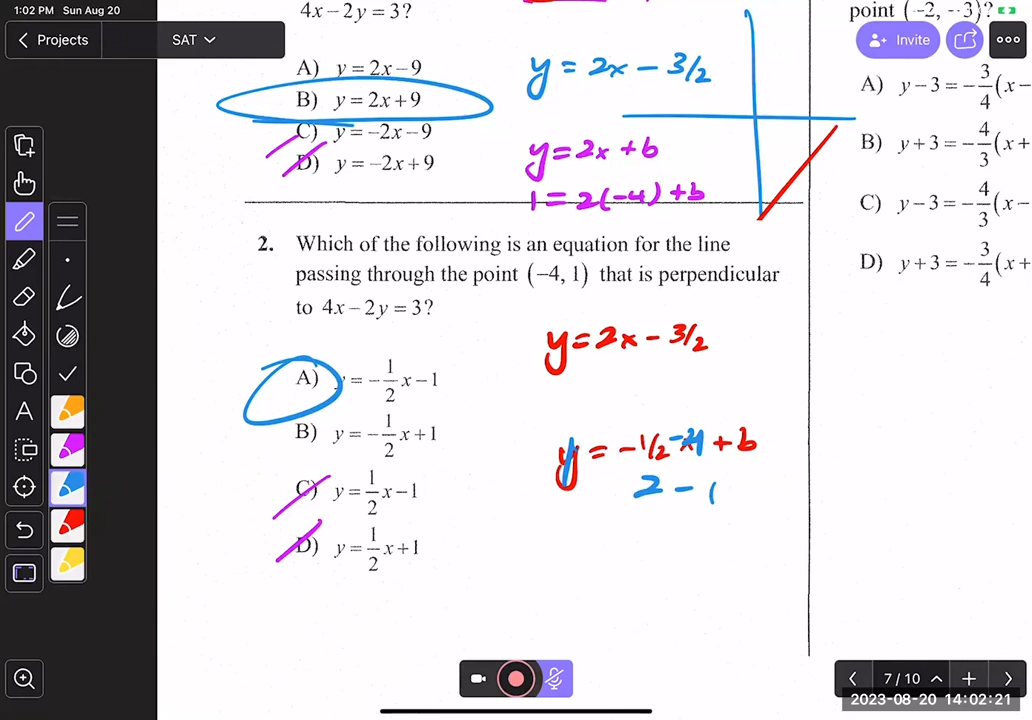 1:02 PM Sun Aug 20
Projects
SAT
Invite
4x − 2y = 3?
A) y = 2x − 9
B) y = 2x + 9
C) y = −2x − 9
D) y = −2x + 9
y = 2x − 3/2
y = 2x + b
1 = 2(−4) + b
2. Which of the following is an equation for the line
passing through the point (−4, 1) that is perpendicular
to 4x − 2y = 3?
A) = −1/2 x − 1
B) y = −1/2 x + 1
C) y = 1/2 x − 1
D) y = 1/2 x + 1
y = 2x − 3/2
y = −1/2 + b
2 − 1
point (−2, −3)?
A) y − 3 = −3/4 (x −
B) y + 3 = −4/3 (x +
C) y − 3 = −4/3 (x −
D) y + 3 = −3/4 (x +
A
7 / 10
2023-08-20 14:02:21